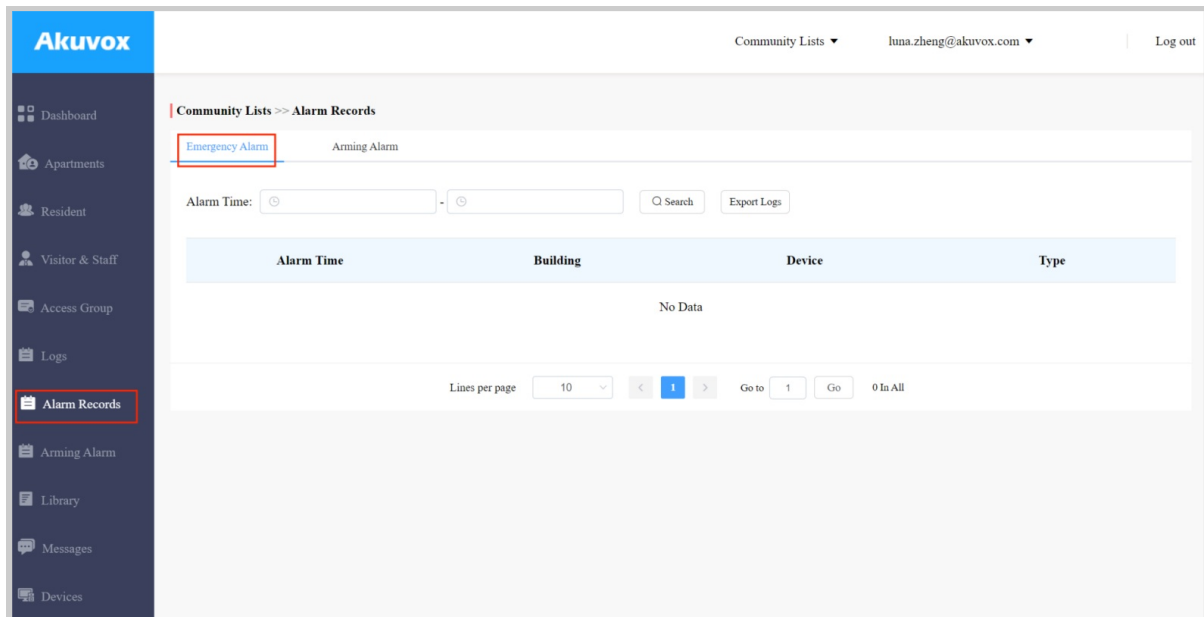 Akuvox
Community Lists
luna.zheng@akuvox.com
Log out
Dashboard
Apartments
Resident
Visitor & Staff
Access Group
Logs
Alarm Records
Arming Alarm
Library
Messages
Devices
Community Lists >> Alarm Records
Emergency Alarm
Arming Alarm
Alarm Time: -
Search
Export Logs
Alarm Time Building Device Type
No Data
Lines per page 10 < 1 > Go to 1 Go 0 In All